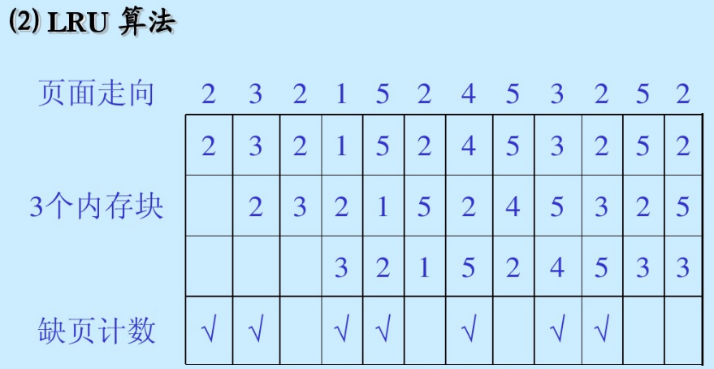 (2) LRU 算法
页面走向 2 3 2 1 5 2 4 5 3 2 5 2
2 3 2 1 5 2 4 5 3 2 5 2
3个内存块 2 3 2 1 5 2 4 5 3 2 5
3 2 1 5 2 4 5 3 3
缺页计数 √ √ √ √ √ √ √